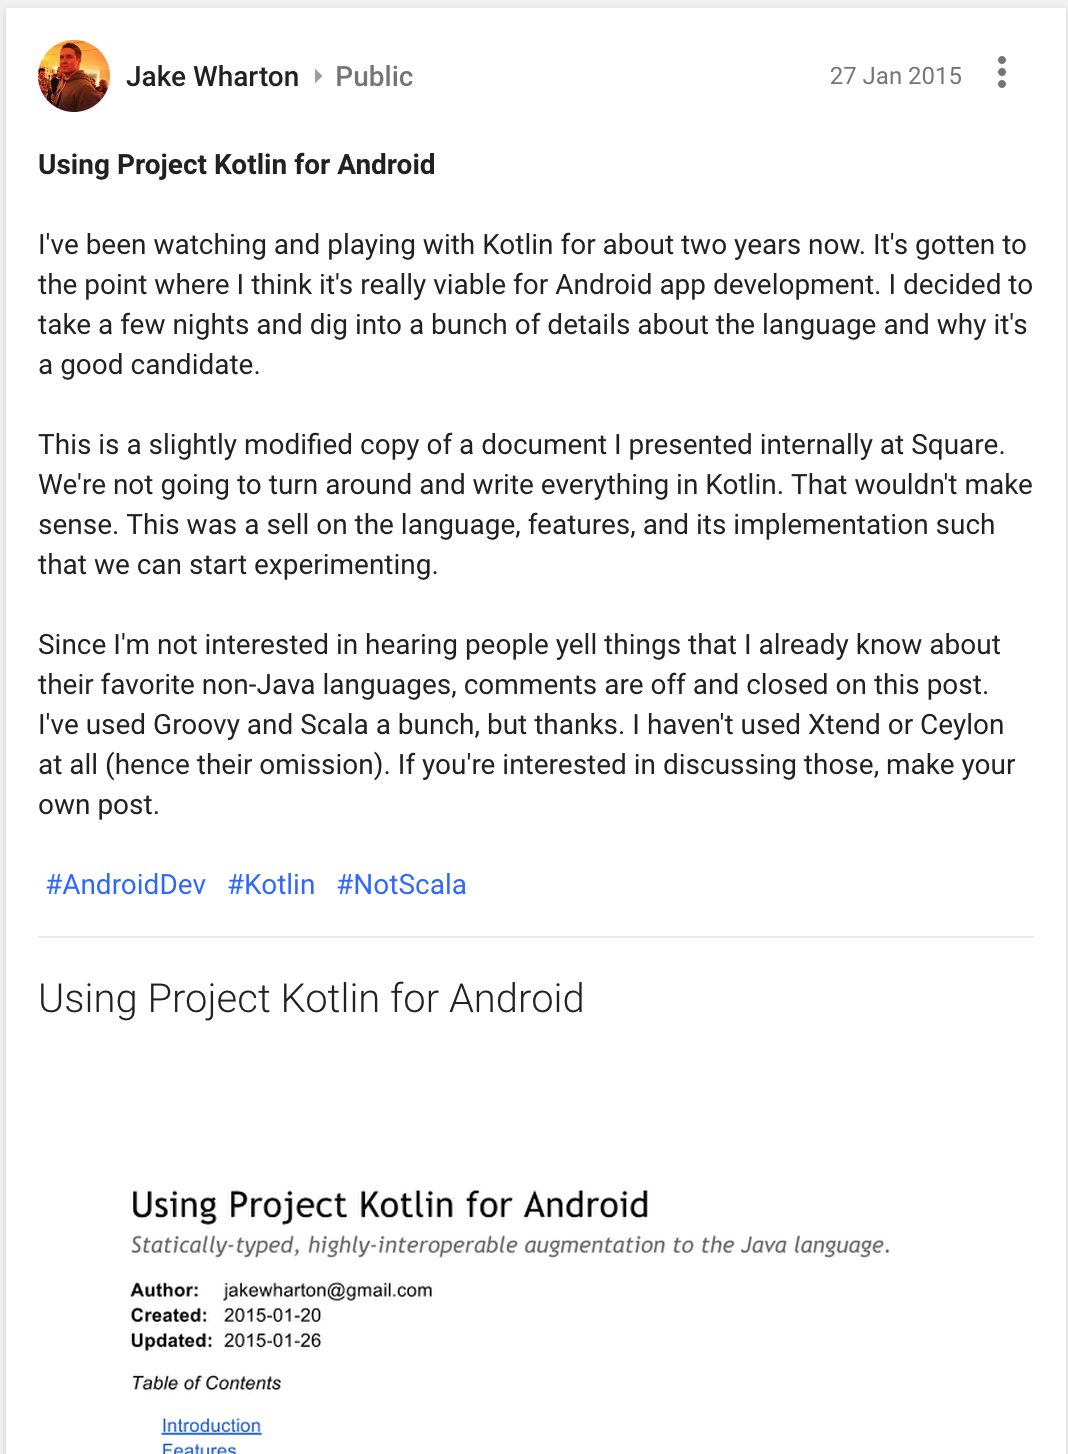 Jake Wharton Public 27 Jan 2015
Using Project Kotlin for Android
I've been watching and playing with Kotlin for about two years now. It's gotten to
the point where I think it's really viable for Android app development. I decided to
take a few nights and dig into a bunch of details about the language and why it's
a good candidate.
This is a slightly modified copy of a document I presented internally at Square.
We're not going to turn around and write everything in Kotlin. That wouldn't make
sense. This was a sell on the language, features, and its implementation such
that we can start experimenting.
Since I'm not interested in hearing people yell things that I already know about
their favorite non-Java languages, comments are off and closed on this post.
I've used Groovy and Scala a bunch, but thanks. I haven't used Xtend or Ceylon
at all (hence their omission). If you're interested in discussing those, make your
own post.
#AndroidDev #Kotlin #NotScala
Using Project Kotlin for Android
Using Project Kotlin for Android
Statically-typed, highly-interoperable augmentation to the Java language.
Author: jakewharton@gmail.com
Created: 2015-01-20
Updated: 2015-01-26
Table of Contents
Introduction
Features